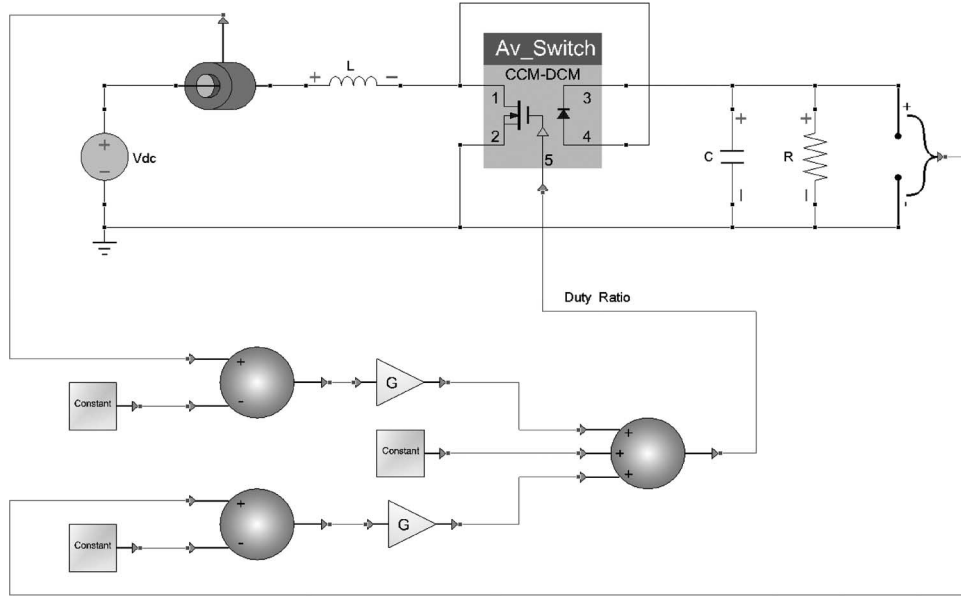 Av_Switch
CCM-DCM
+ L −
1
2
3
4
5
+
−
Vdc
+
C
−
+
R
−
+
-
Duty Ratio
+
-
Constant
G
+
+
+
Constant
+
-
Constant
G